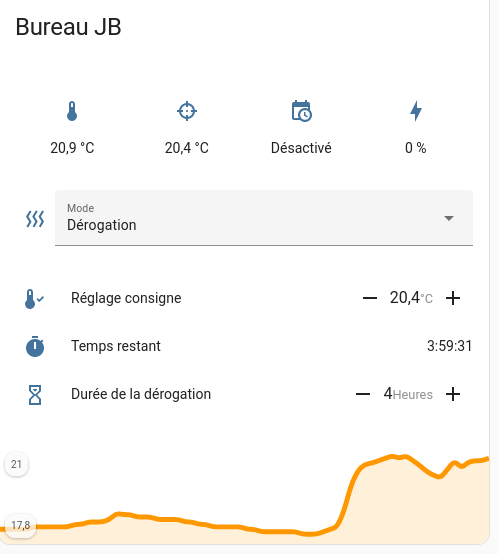 Bureau JB
20,9 °C 20,4 °C Désactivé 0 %
Mode
Dérogation
Réglage consigne 20,4°C
Temps restant 3:59:31
Durée de la dérogation 4Heures
21
17,8